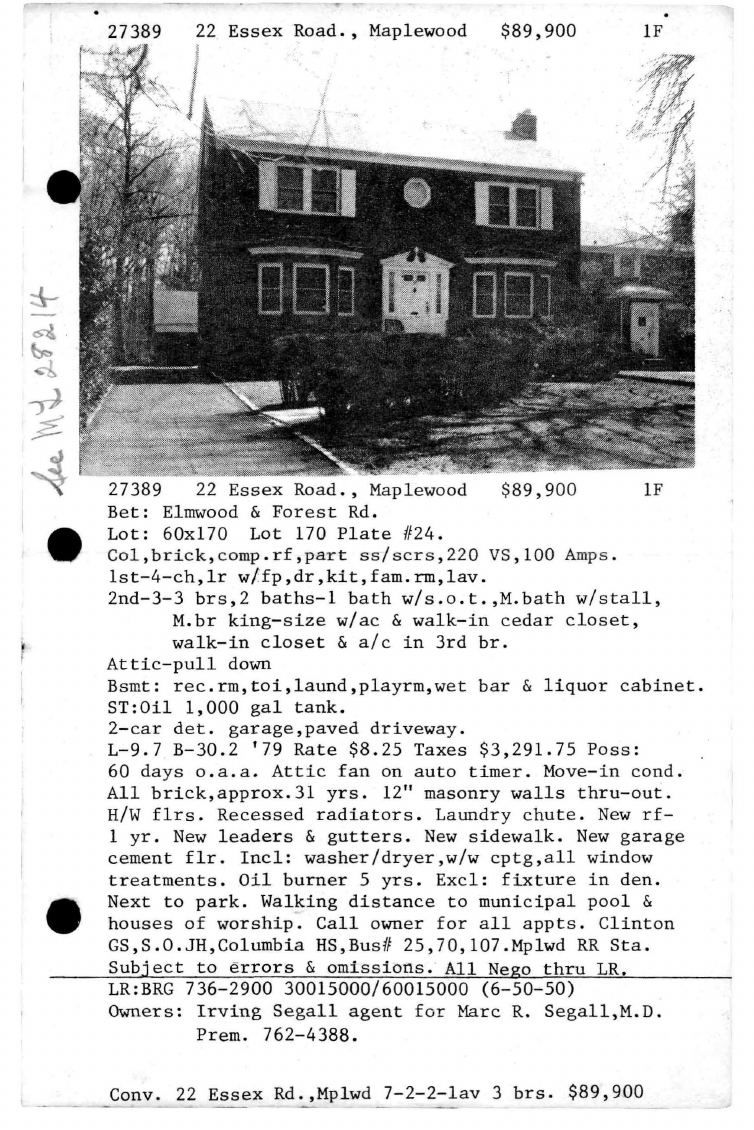 27389 22 Essex Road., Maplewood $89,900 1F
See ML 28214
27389 22 Essex Road., Maplewood $89,900 1F
Bet: Elmwood & Forest Rd.
Lot: 60x170 Lot 170 Plate #24.
Col,brick,comp.rf,part ss/scrs,220 VS,100 Amps.
1st-4-ch,lr w/fp,dr,kit,fam.rm,lav.
2nd-3-3 brs,2 baths-1 bath w/s.o.t.,M.bath w/stall,
M.br king-size w/ac & walk-in cedar closet,
walk-in closet & a/c in 3rd br.
Attic-pull down
Bsmt: rec.rm,toi,laund,playrm,wet bar & liquor cabinet.
ST:Oil 1,000 gal tank.
2-car det. garage,paved driveway.
L-9.7 B-30.2 '79 Rate $8.25 Taxes $3,291.75 Poss:
60 days o.a.a. Attic fan on auto timer. Move-in cond.
All brick,approx.31 yrs. 12" masonry walls thru-out.
H/W flrs. Recessed radiators. Laundry chute. New rf-
1 yr. New leaders & gutters. New sidewalk. New garage
cement flr. Incl: washer/dryer,w/w cptg,all window
treatments. Oil burner 5 yrs. Excl: fixture in den.
Next to park. Walking distance to municipal pool &
houses of worship. Call owner for all appts. Clinton
GS,S.O.JH,Columbia HS,Bus# 25,70,107.Mplwd RR Sta.
Subject to errors & omissions. All Nego thru LR.
LR:BRG 736-2900 30015000/60015000 (6-50-50)
Owners: Irving Segall agent for Marc R. Segall,M.D.
Prem. 762-4388.
Conv. 22 Essex Rd.,Mplwd 7-2-2-lav 3 brs. $89,900